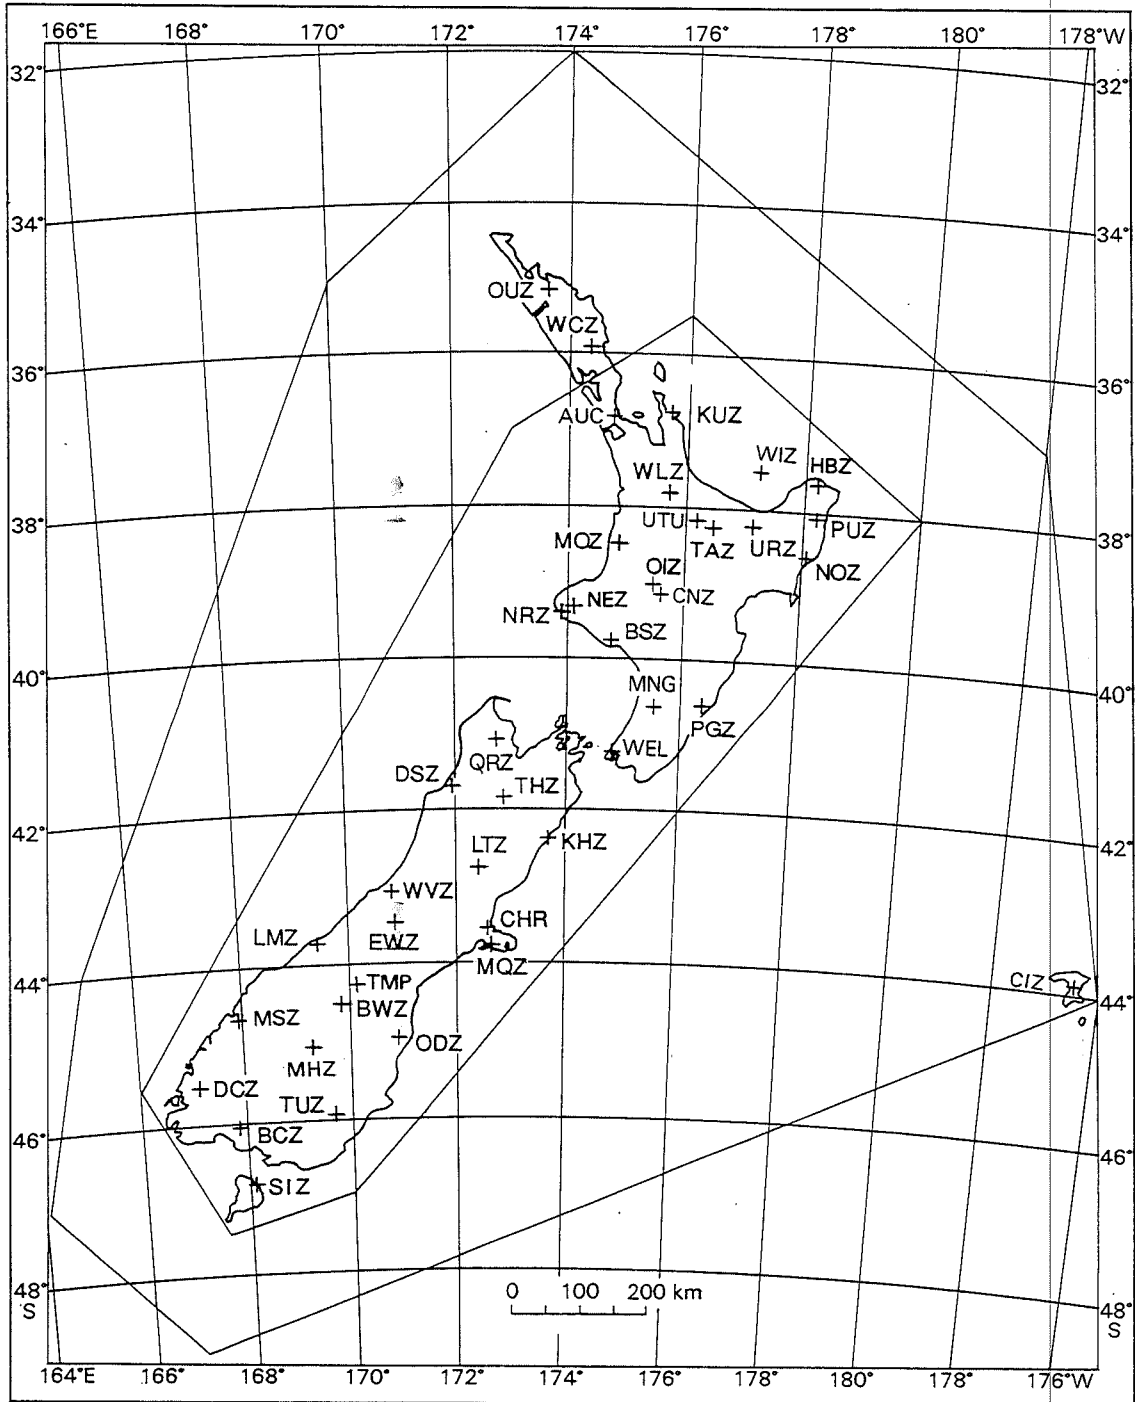 166°E 168° 170° 172° 174° 176° 178° 180° 178°W
32° 32°
34° 34°
OUZ
WCZ
36° 36°
AUC KUZ
WIZ
HBZ
WLZ
38° UTU TAZ URZ PUZ 38°
MOZ
NOZ
OIZ
CNZ
NEZ
NRZ
BSZ
40° MNG 40°
PGZ
WEL
QRZ
DSZ
THZ
42° LTZ KHZ 42°
WVZ
CHR
LMZ EWZ
MQZ
44° TMP CIZ 44°
BWZ
MSZ
ODZ
MHZ
DCZ
TUZ
46° BCZ 46°
SIZ
48° 48°
S S
0 100 200 km
164°E 166° 168° 170° 172° 174° 176° 178° 180° 178° 176°W